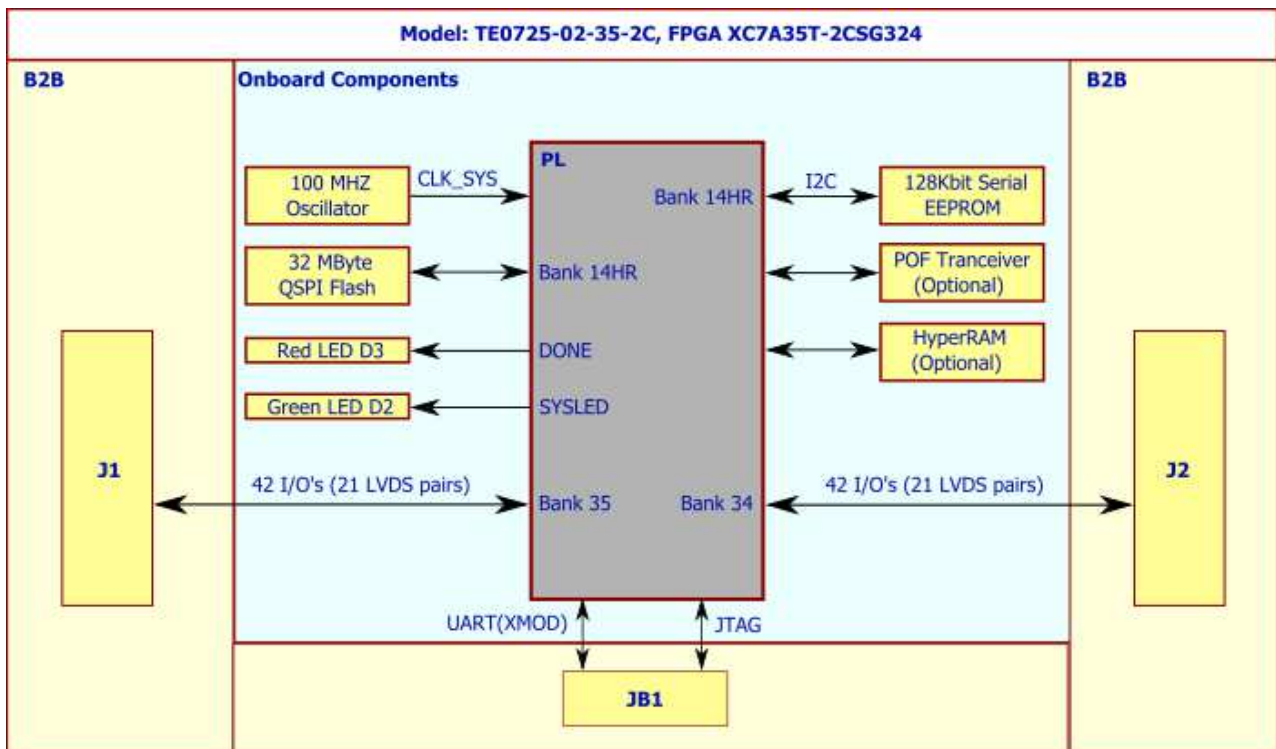 Model: TE0725-02-35-2C, FPGA XC7A35T-2CSG324
B2B
Onboard Components
B2B
PL
100 MHZ
Oscillator
CLK_SYS
Bank 14HR
I2C
128Kbit Serial
EEPROM
32 MByte
QSPI Flash
Bank 14HR
POF Tranceiver
(Optional)
Red LED D3
DONE
HyperRAM
(Optional)
Green LED D2
SYSLED
J1
42 I/O's (21 LVDS pairs)
Bank 35
Bank 34
42 I/O's (21 LVDS pairs)
J2
UART(XMOD)
JTAG
JB1